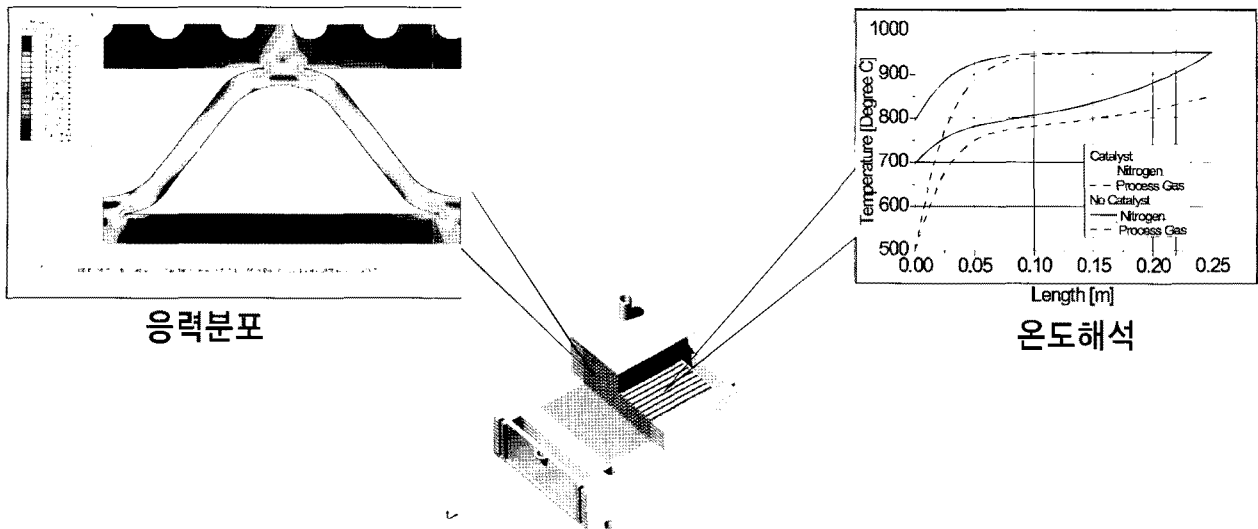 1000
900
800
700
600
500
Temperature [Degree C]
0.00 0.05 0.10 0.15 0.20 0.25
Length [m]
Catalyst
Nitrogen
Process Gas
No Catalyst
Nitrogen
Process Gas
응력분포
온도해석